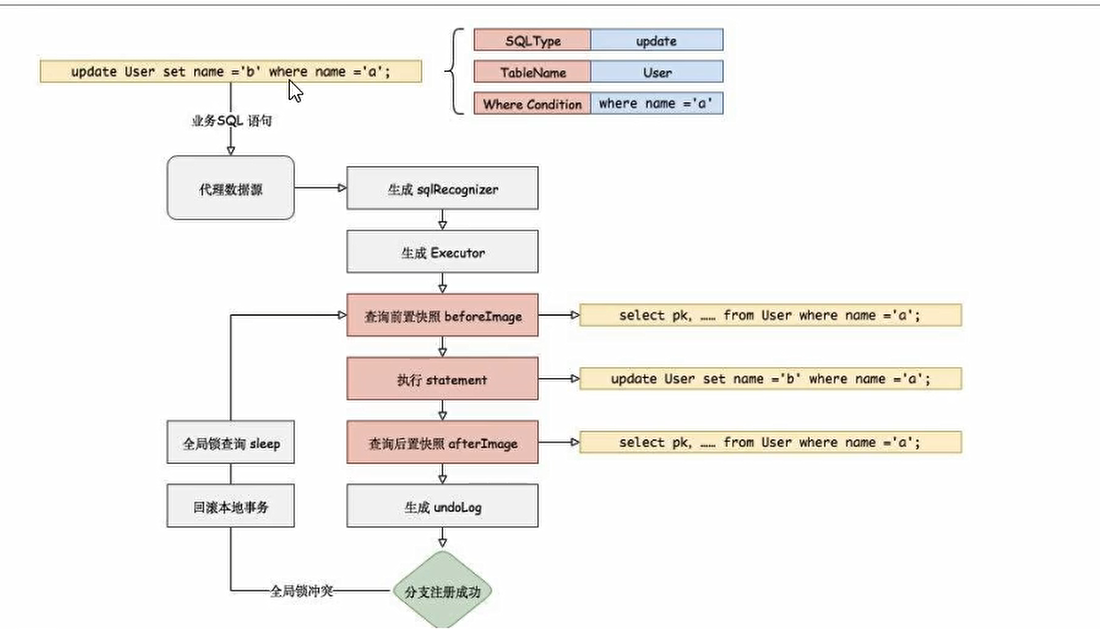 SQLType update
update User set name ='b' where name ='a';
TableName User
Where Condition where name ='a'
业务SQL 语句
代理数据源
生成 sqlRecognizer
生成 Executor
查询前置快照 beforeImage
select pk, …… from User where name ='a';
执行 statement
update User set name ='b' where name ='a';
全局锁查询 sleep
查询后置快照 afterImage
select pk, …… from User where name ='a';
回滚本地事务
生成 undoLog
全局锁冲突
分支注册成功